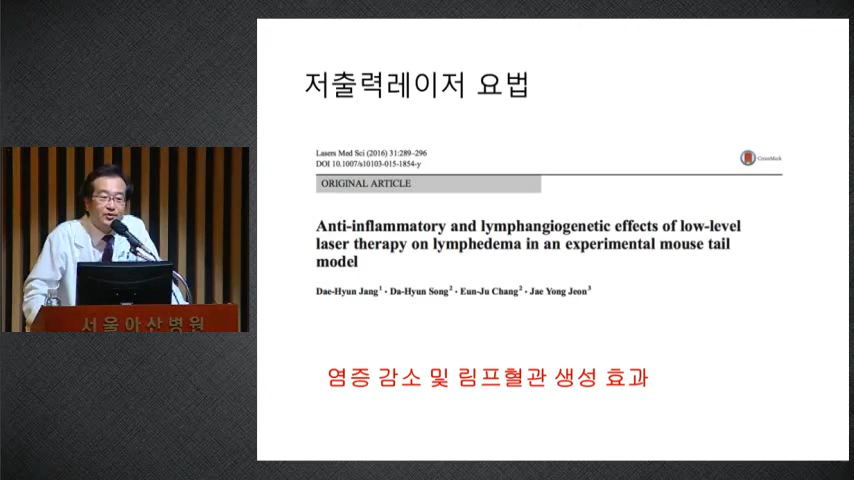 저출력레이저 요법
Lasers Med Sci (2016) 31:289–296
DOI 10.1007/s10103-015-1854-y
CrossMark
ORIGINAL ARTICLE
Anti-inflammatory and lymphangiogenetic effects of low-level
laser therapy on lymphedema in an experimental mouse tail
model
Dae-Hyun Jang1 · Da-Hyun Song2 · Eun-Ju Chang2 · Jae Yong Jeon3
염증 감소 및 림프혈관 생성 효과
서울아산병원